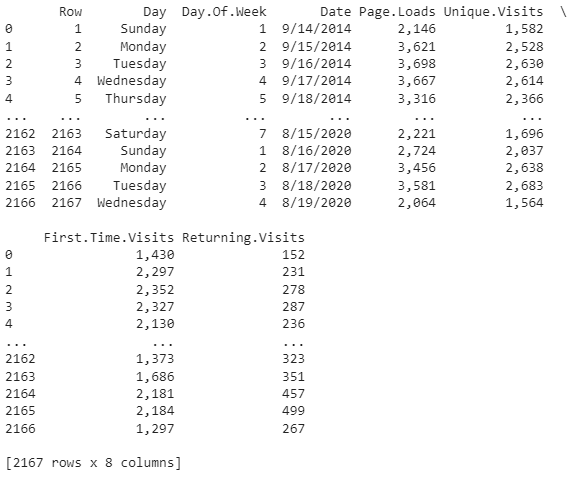 Row Day Day.Of.Week Date Page.Loads Unique.Visits \
0 1 Sunday 1 9/14/2014 2,146 1,582
1 2 Monday 2 9/15/2014 3,621 2,528
2 3 Tuesday 3 9/16/2014 3,698 2,630
3 4 Wednesday 4 9/17/2014 3,667 2,614
4 5 Thursday 5 9/18/2014 3,316 2,366
... ... ... ... ... ... ...
2162 2163 Saturday 7 8/15/2020 2,221 1,696
2163 2164 Sunday 1 8/16/2020 2,724 2,037
2164 2165 Monday 2 8/17/2020 3,456 2,638
2165 2166 Tuesday 3 8/18/2020 3,581 2,683
2166 2167 Wednesday 4 8/19/2020 2,064 1,564
First.Time.Visits Returning.Visits
0 1,430 152
1 2,297 231
2 2,352 278
3 2,327 287
4 2,130 236
... ... ...
2162 1,373 323
2163 1,686 351
2164 2,181 457
2165 2,184 499
2166 1,297 267
[2167 rows x 8 columns]